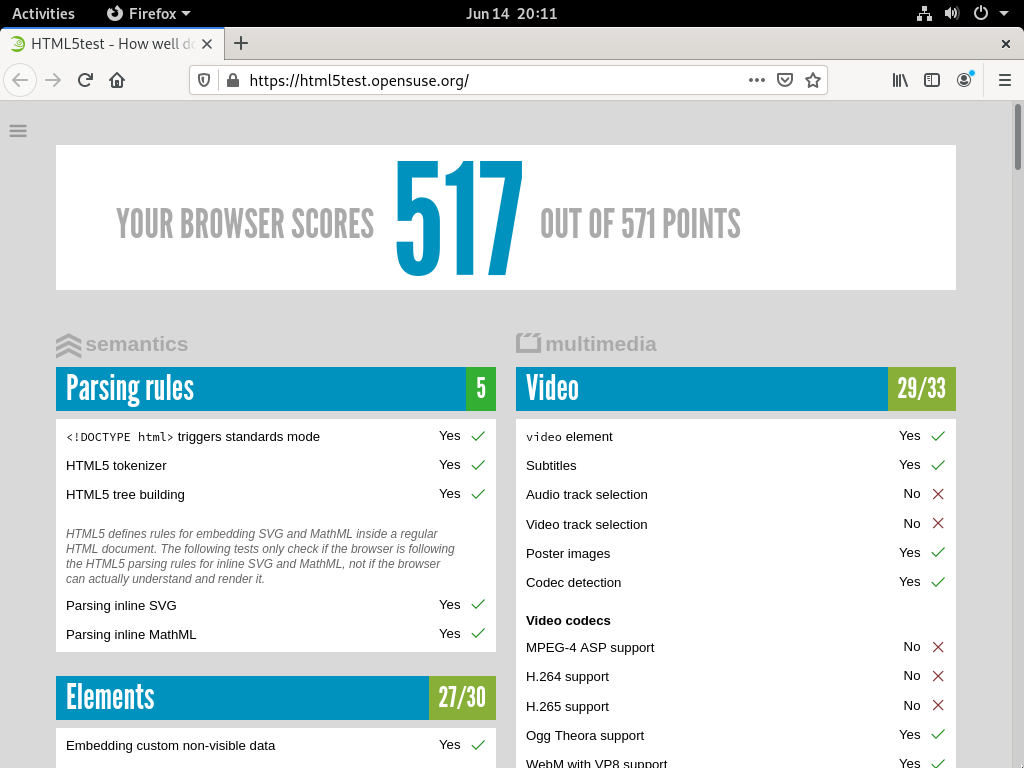 Activities
Firefox
Jun 14 20:11
HTML5test - How well do
https://html5test.opensuse.org/
YOUR BROWSER SCORES 517 OUT OF 571 POINTS
semantics
Parsing rules 5
<!DOCTYPE html> triggers standards mode Yes
HTML5 tokenizer Yes
HTML5 tree building Yes
HTML5 defines rules for embedding SVG and MathML inside a regular
HTML document. The following tests only check if the browser is following
the HTML5 parsing rules for inline SVG and MathML, not if the browser
can actually understand and render it.
Parsing inline SVG Yes
Parsing inline MathML Yes
Elements 27/30
Embedding custom non-visible data Yes
multimedia
Video 29/33
video element Yes
Subtitles Yes
Audio track selection No
Video track selection No
Poster images Yes
Codec detection Yes
Video codecs
MPEG-4 ASP support No
H.264 support No
H.265 support No
Ogg Theora support Yes
WebM with VP8 support Yes